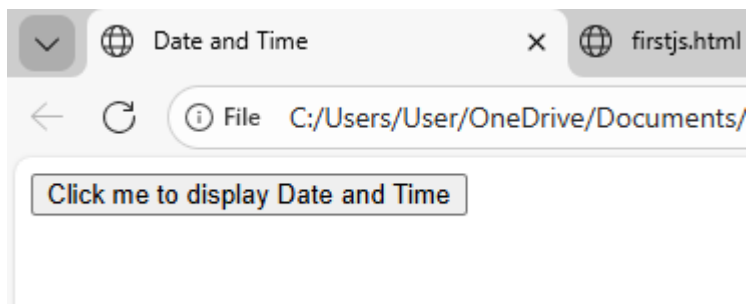 Date and Time
firstjs.html
File C:/Users/User/OneDrive/Documents/
Click me to display Date and Time